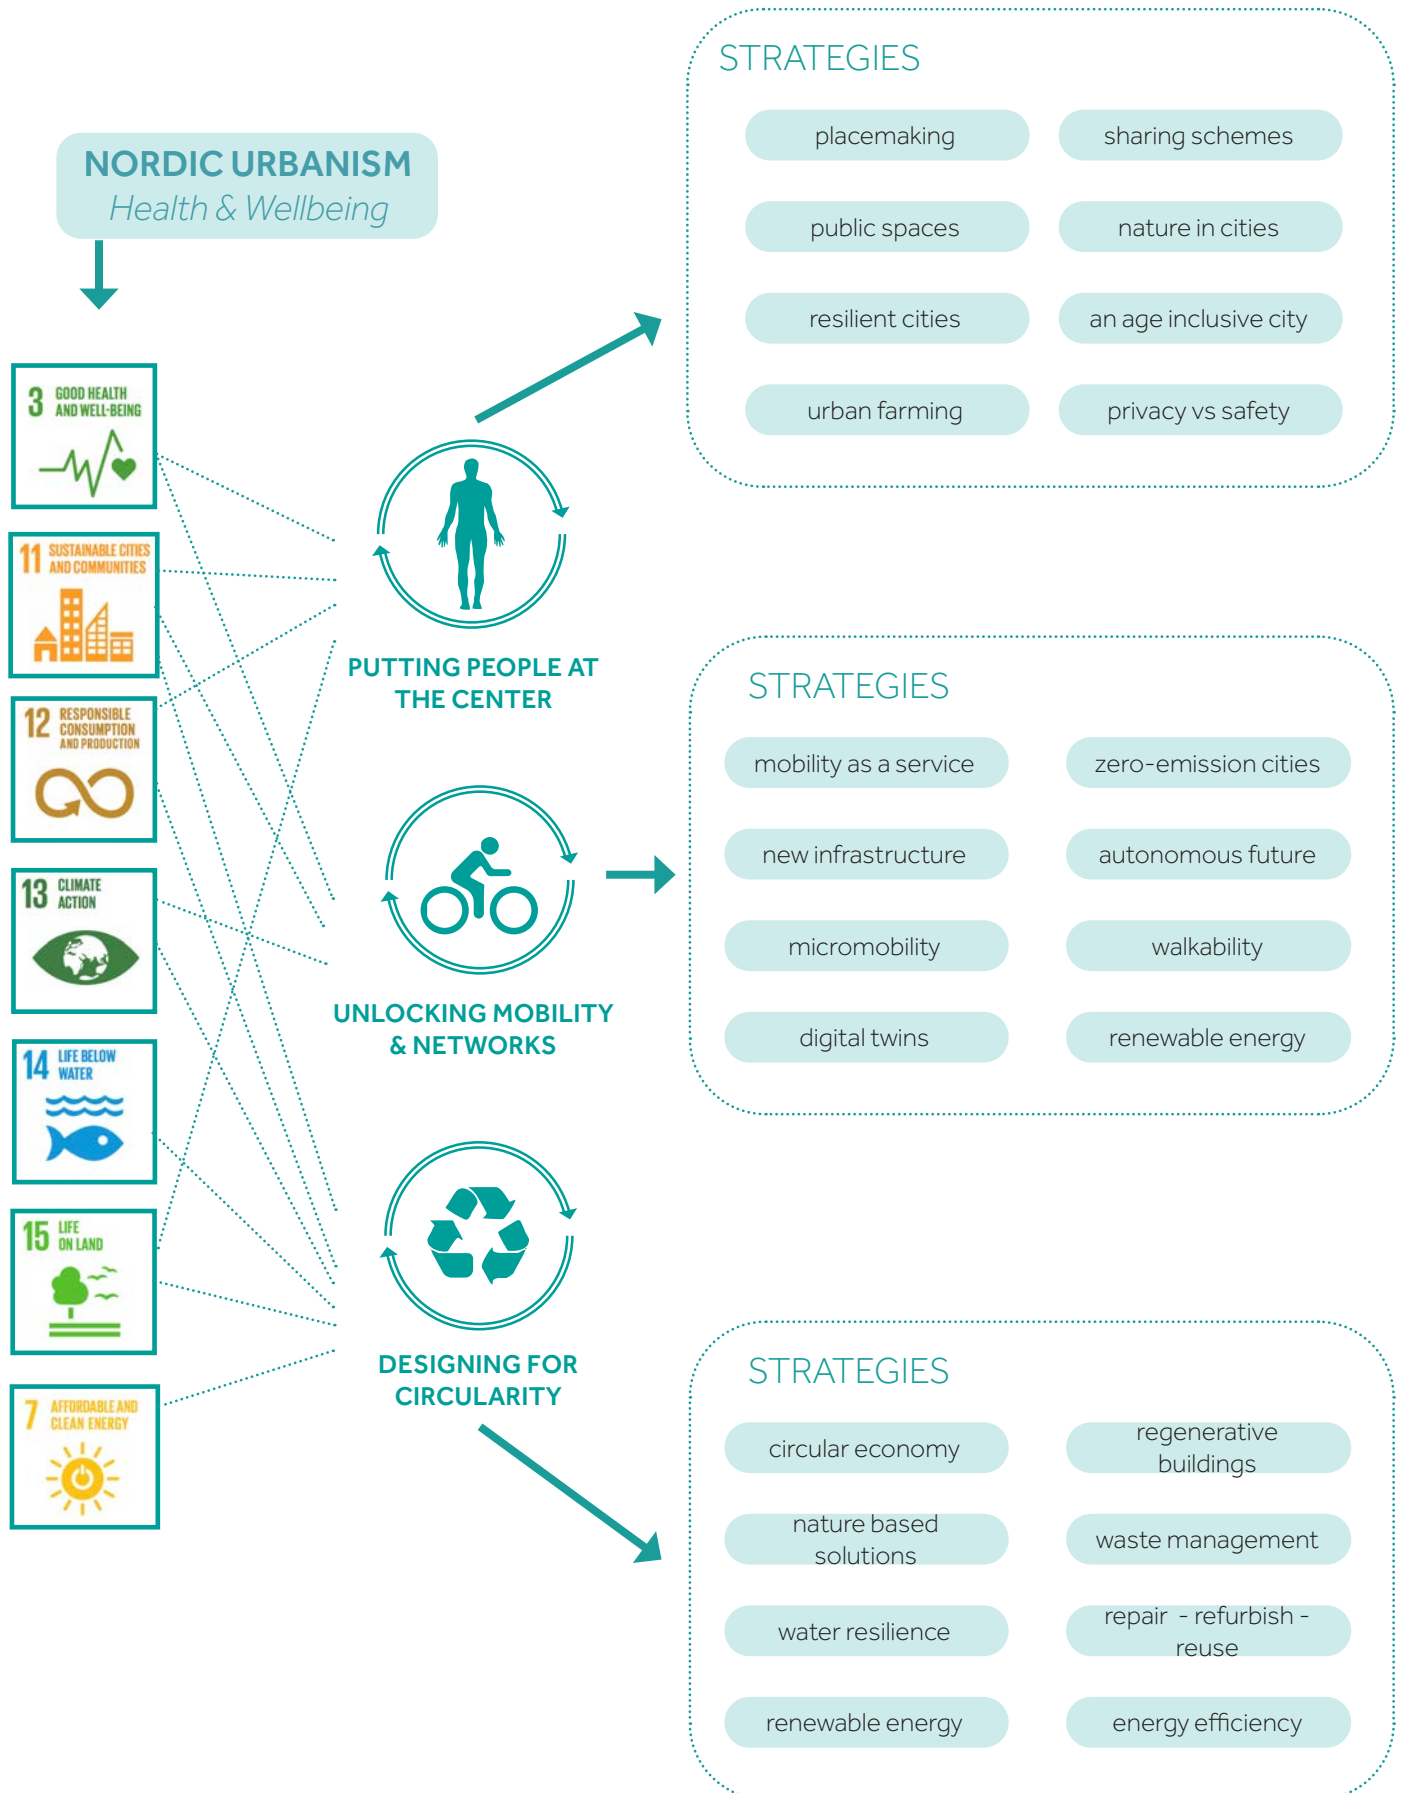 NORDIC URBANISM
Health & Wellbeing
3 GOOD HEALTH
AND WELL-BEING
11 SUSTAINABLE CITIES
AND COMMUNITIES
12 RESPONSIBLE
CONSUMPTION
AND PRODUCTION
13 CLIMATE
ACTION
14 LIFE BELOW
WATER
15 LIFE
ON LAND
7 AFFORDABLE AND
CLEAN ENERGY
PUTTING PEOPLE AT
THE CENTER
UNLOCKING MOBILITY
& NETWORKS
DESIGNING FOR
CIRCULARITY
STRATEGIES
placemaking
sharing schemes
public spaces
nature in cities
resilient cities
an age inclusive city
urban farming
privacy vs safety
STRATEGIES
mobility as a service
zero-emission cities
new infrastructure
autonomous future
micromobility
walkability
digital twins
renewable energy
STRATEGIES
circular economy
regenerative
buildings
nature based
solutions
waste management
water resilience
repair - refurbish -
reuse
renewable energy
energy efficiency